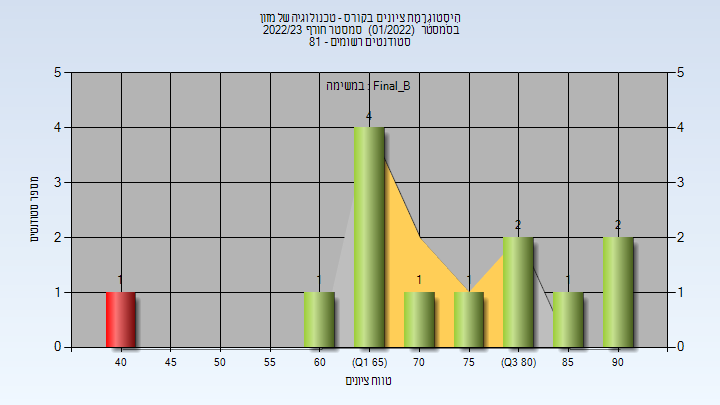 היסטוגרמת ציונים בקורס - טכנולוגיה של מזון
בסמסטר (01/2022) סמסטר חורף 2022/23
סטודנטים רשומים - 81
במשימה : Final_B
מספר סטודנטים
5 5
4 4
3 3
2 2
1 1
0 0
1 1 4 1 1 2 1 2
40 45 50 55 60 (Q1 65) 70 75 (Q3 80) 85 90
טווח ציונים